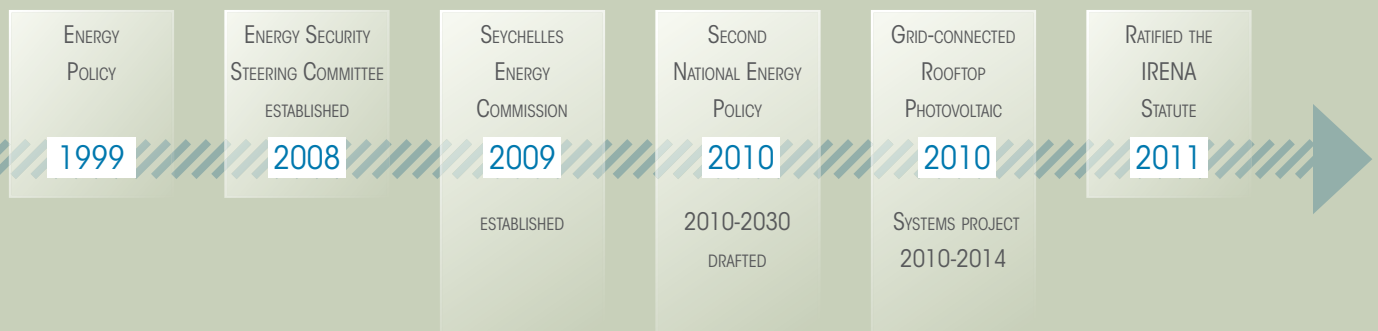 Energy
Policy
1999
Energy Security
Steering Committee
established
2008
Seychelles
Energy
Commission
2009
established
Second
National Energy
Policy
2010
2010-2030
drafted
Grid-connected
Rooftop
Photovoltaic
2010
Systems project
2010-2014
Ratified the
IRENA
Statute
2011